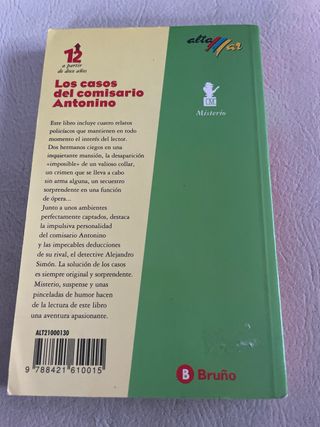 12
a partir
de doce años
altaMar
Los casos
del comisario
Antonino
Misterio
Este libro incluye cuatro relatos
policíacos que mantienen en todo
momento el interés del lector.
Dos hermanos ciegos en una
inquietante mansión, la desaparición
«imposible» de un valioso collar,
un crimen que se lleva a cabo
sin arma alguna, un secuestro
sorprendente en una función
de ópera...
Junto a unos ambientes
perfectamente captados, destaca
la impulsiva personalidad
del comisario Antonino
y las impecables deducciones
de su rival, el detective Alejandro
Simón. La solución de los casos
es siempre original y sorprendente.
Misterio, suspense y unas
pinceladas de humor hacen
de la lectura de este libro
una aventura apasionante.
ALT21000130
9 788421 610015
B Bruño